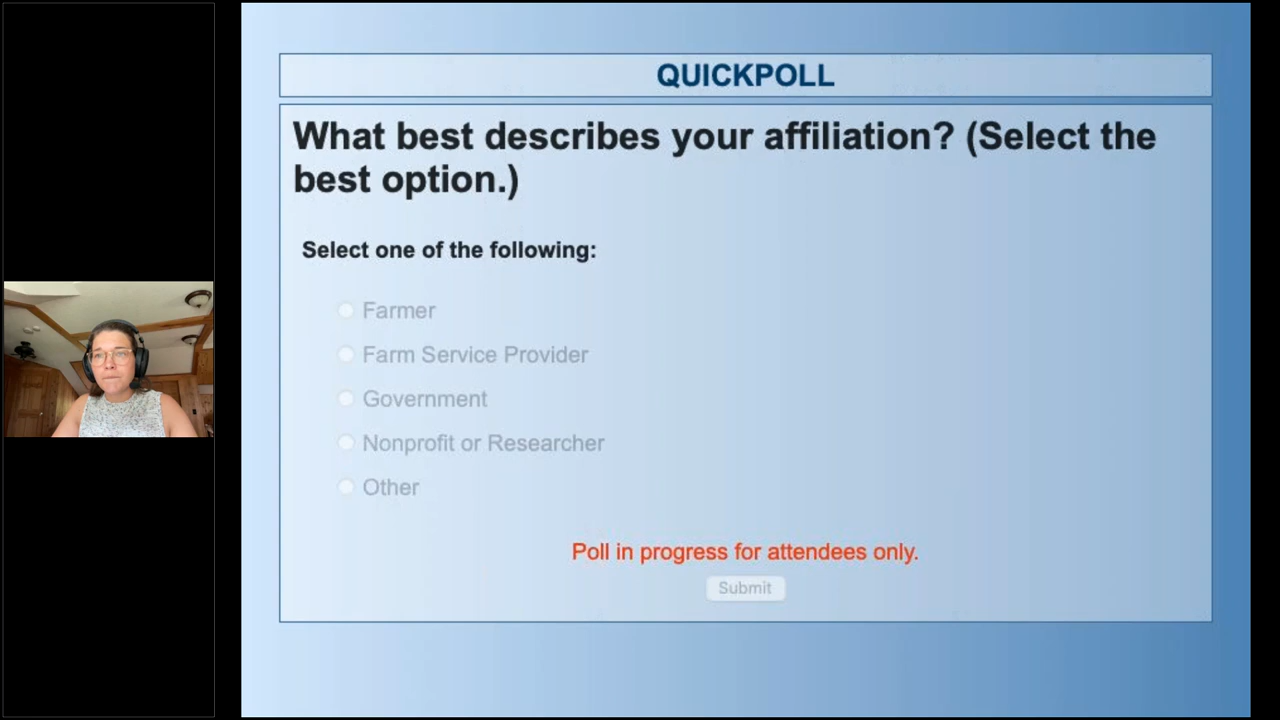 QUICKPOLL
What best describes your affiliation? (Select the
best option.)
Select one of the following:
Farmer
Farm Service Provider
Government
Nonprofit or Researcher
Other
Poll in progress for attendees only.
Submit